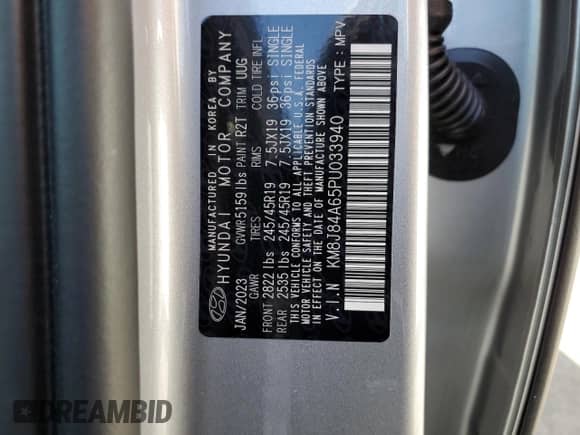 MANUFACTURED IN KOREA BY
HYUNDAI MOTOR COMPANY
JAN/2023 GVWR 5159 lbs PAINT R2T TRIM UUG
GAWR TIRES RIMS COLD TIRE INFL.
FRONT 2822 lbs 245/45R19 7.5JX19 36psi SINGLE
REAR 2535 lbs 245/45R19 7.5JX19 36psi SINGLE
THIS VEHICLE CONFORMS TO ALL APPLICABLE U.S.A. FEDERAL
MOTOR VEHICLE SAFETY AND THEFT PREVENTION STANDARDS
IN EFFECT ON THE DATE OF MANUFACTURE SHOWN ABOVE.
V.I.N KM8J84A65PU033940 TYPE : MPV
DREAMBID